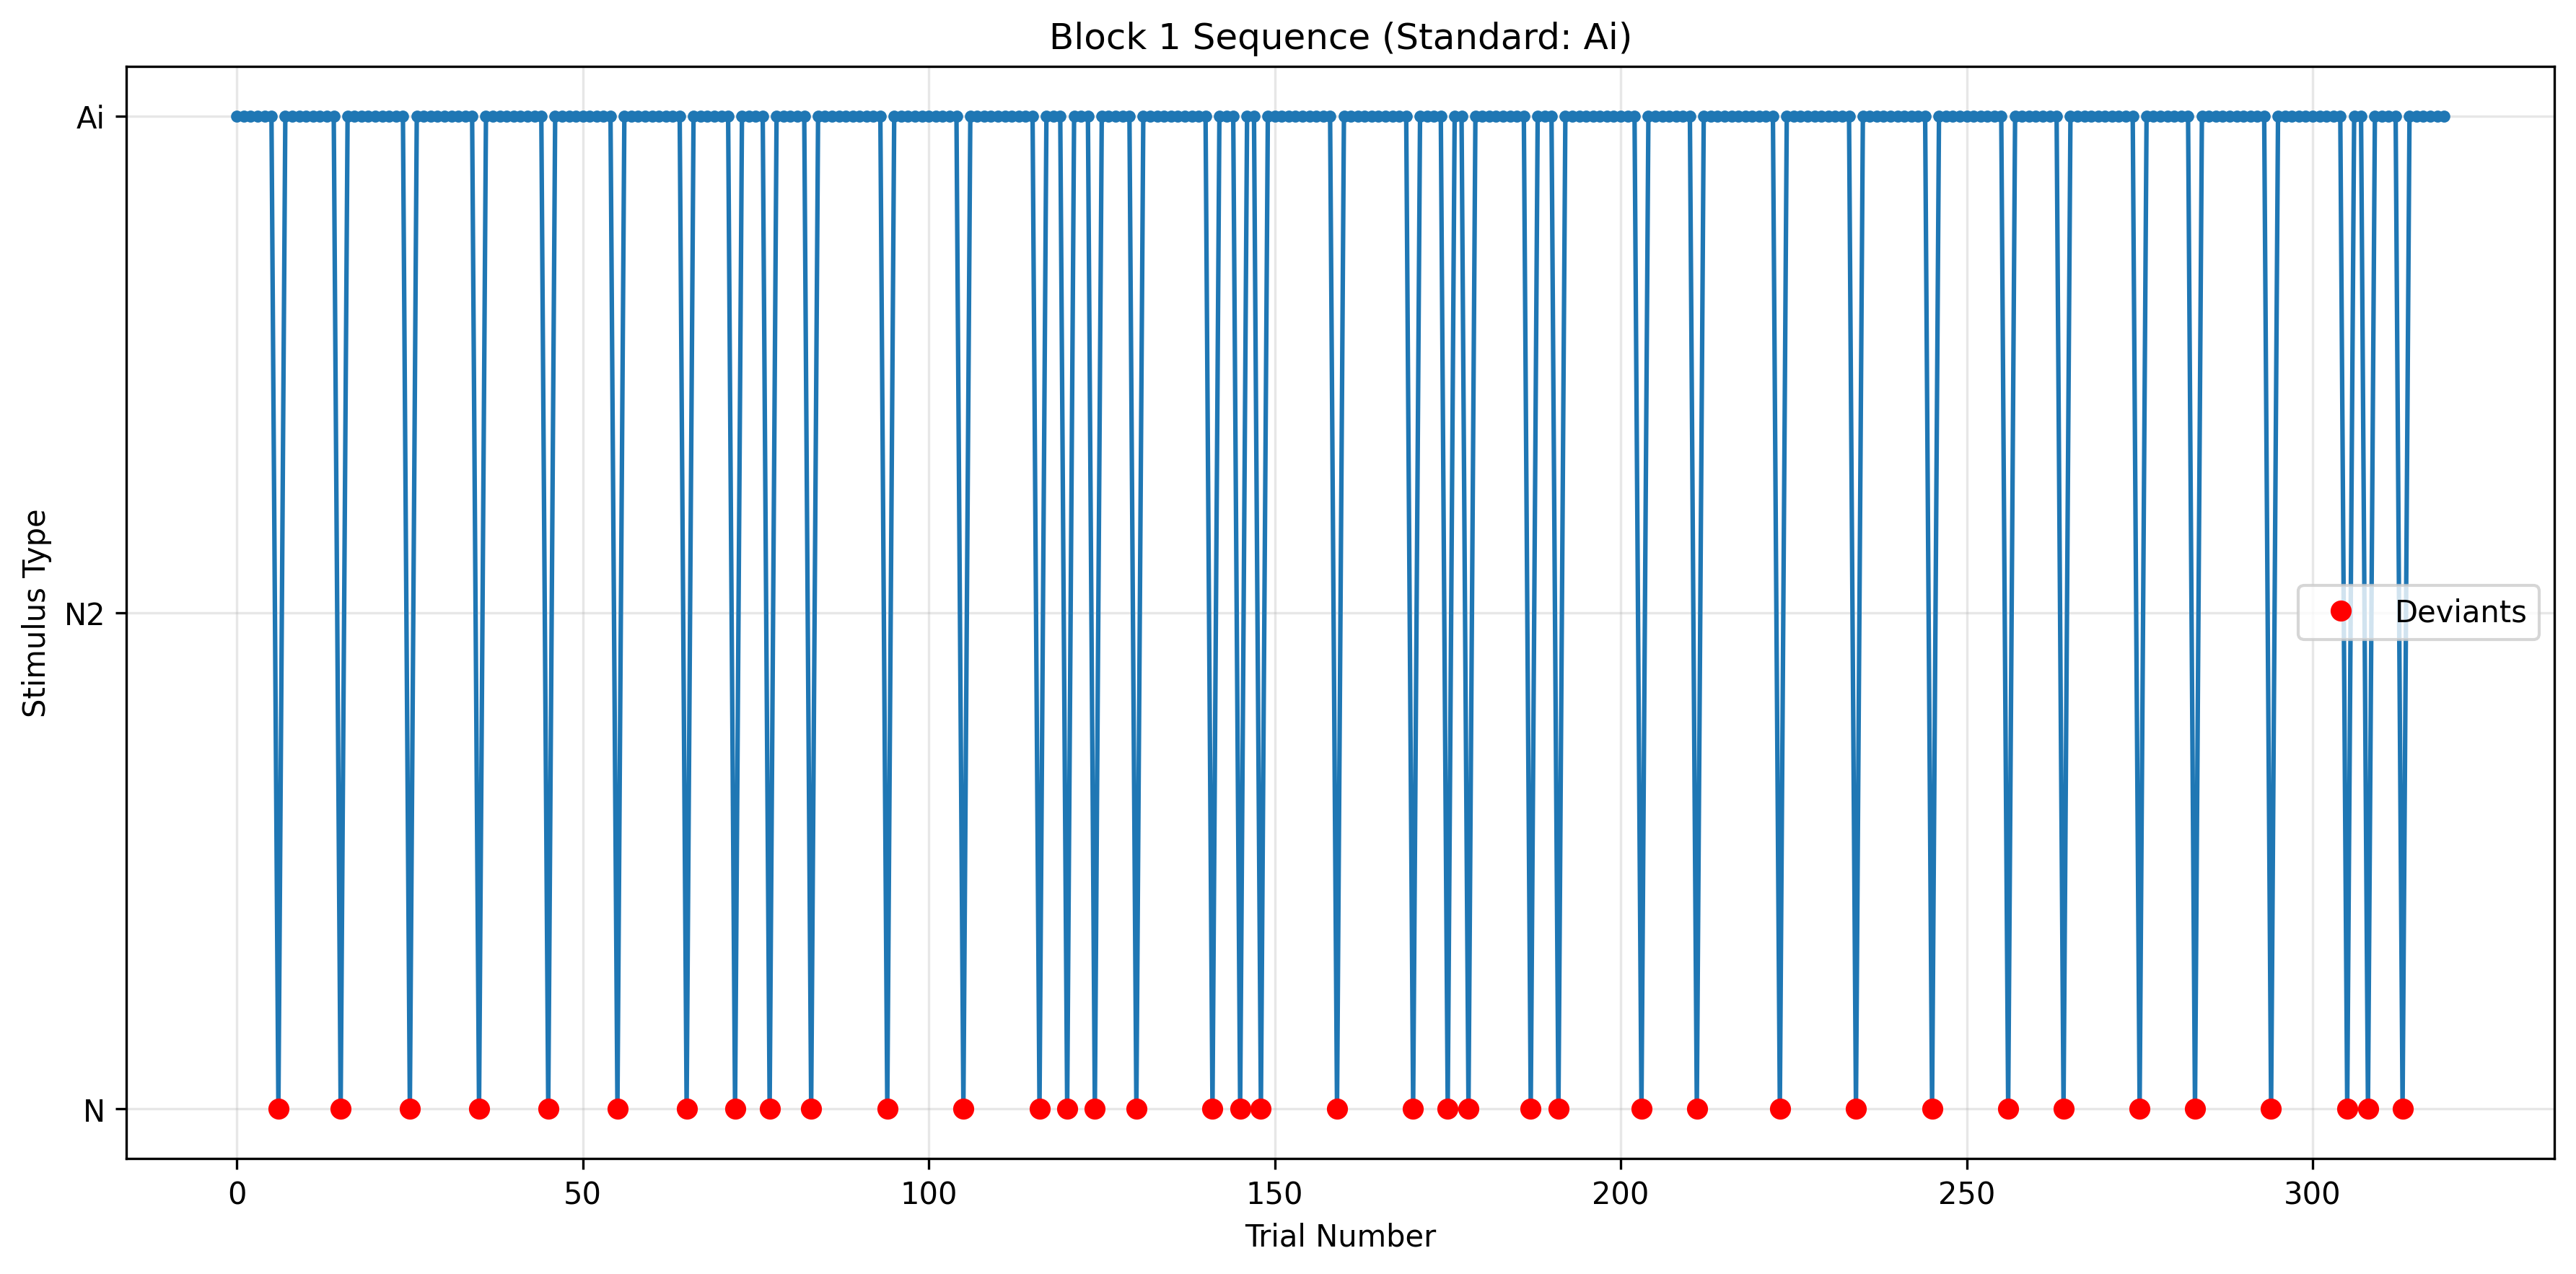 Block 1 Sequence (Standard: Ai)
Ai
N2
N
Stimulus Type
Deviants
0 50 100 150 200 250 300
Trial Number